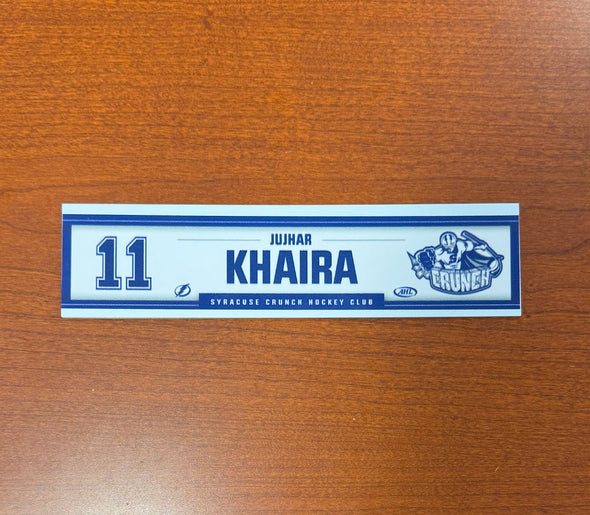 11
JUJHAR
KHAIRA
SYRACUSE CRUNCH HOCKEY CLUB
CRUNCH
AHL